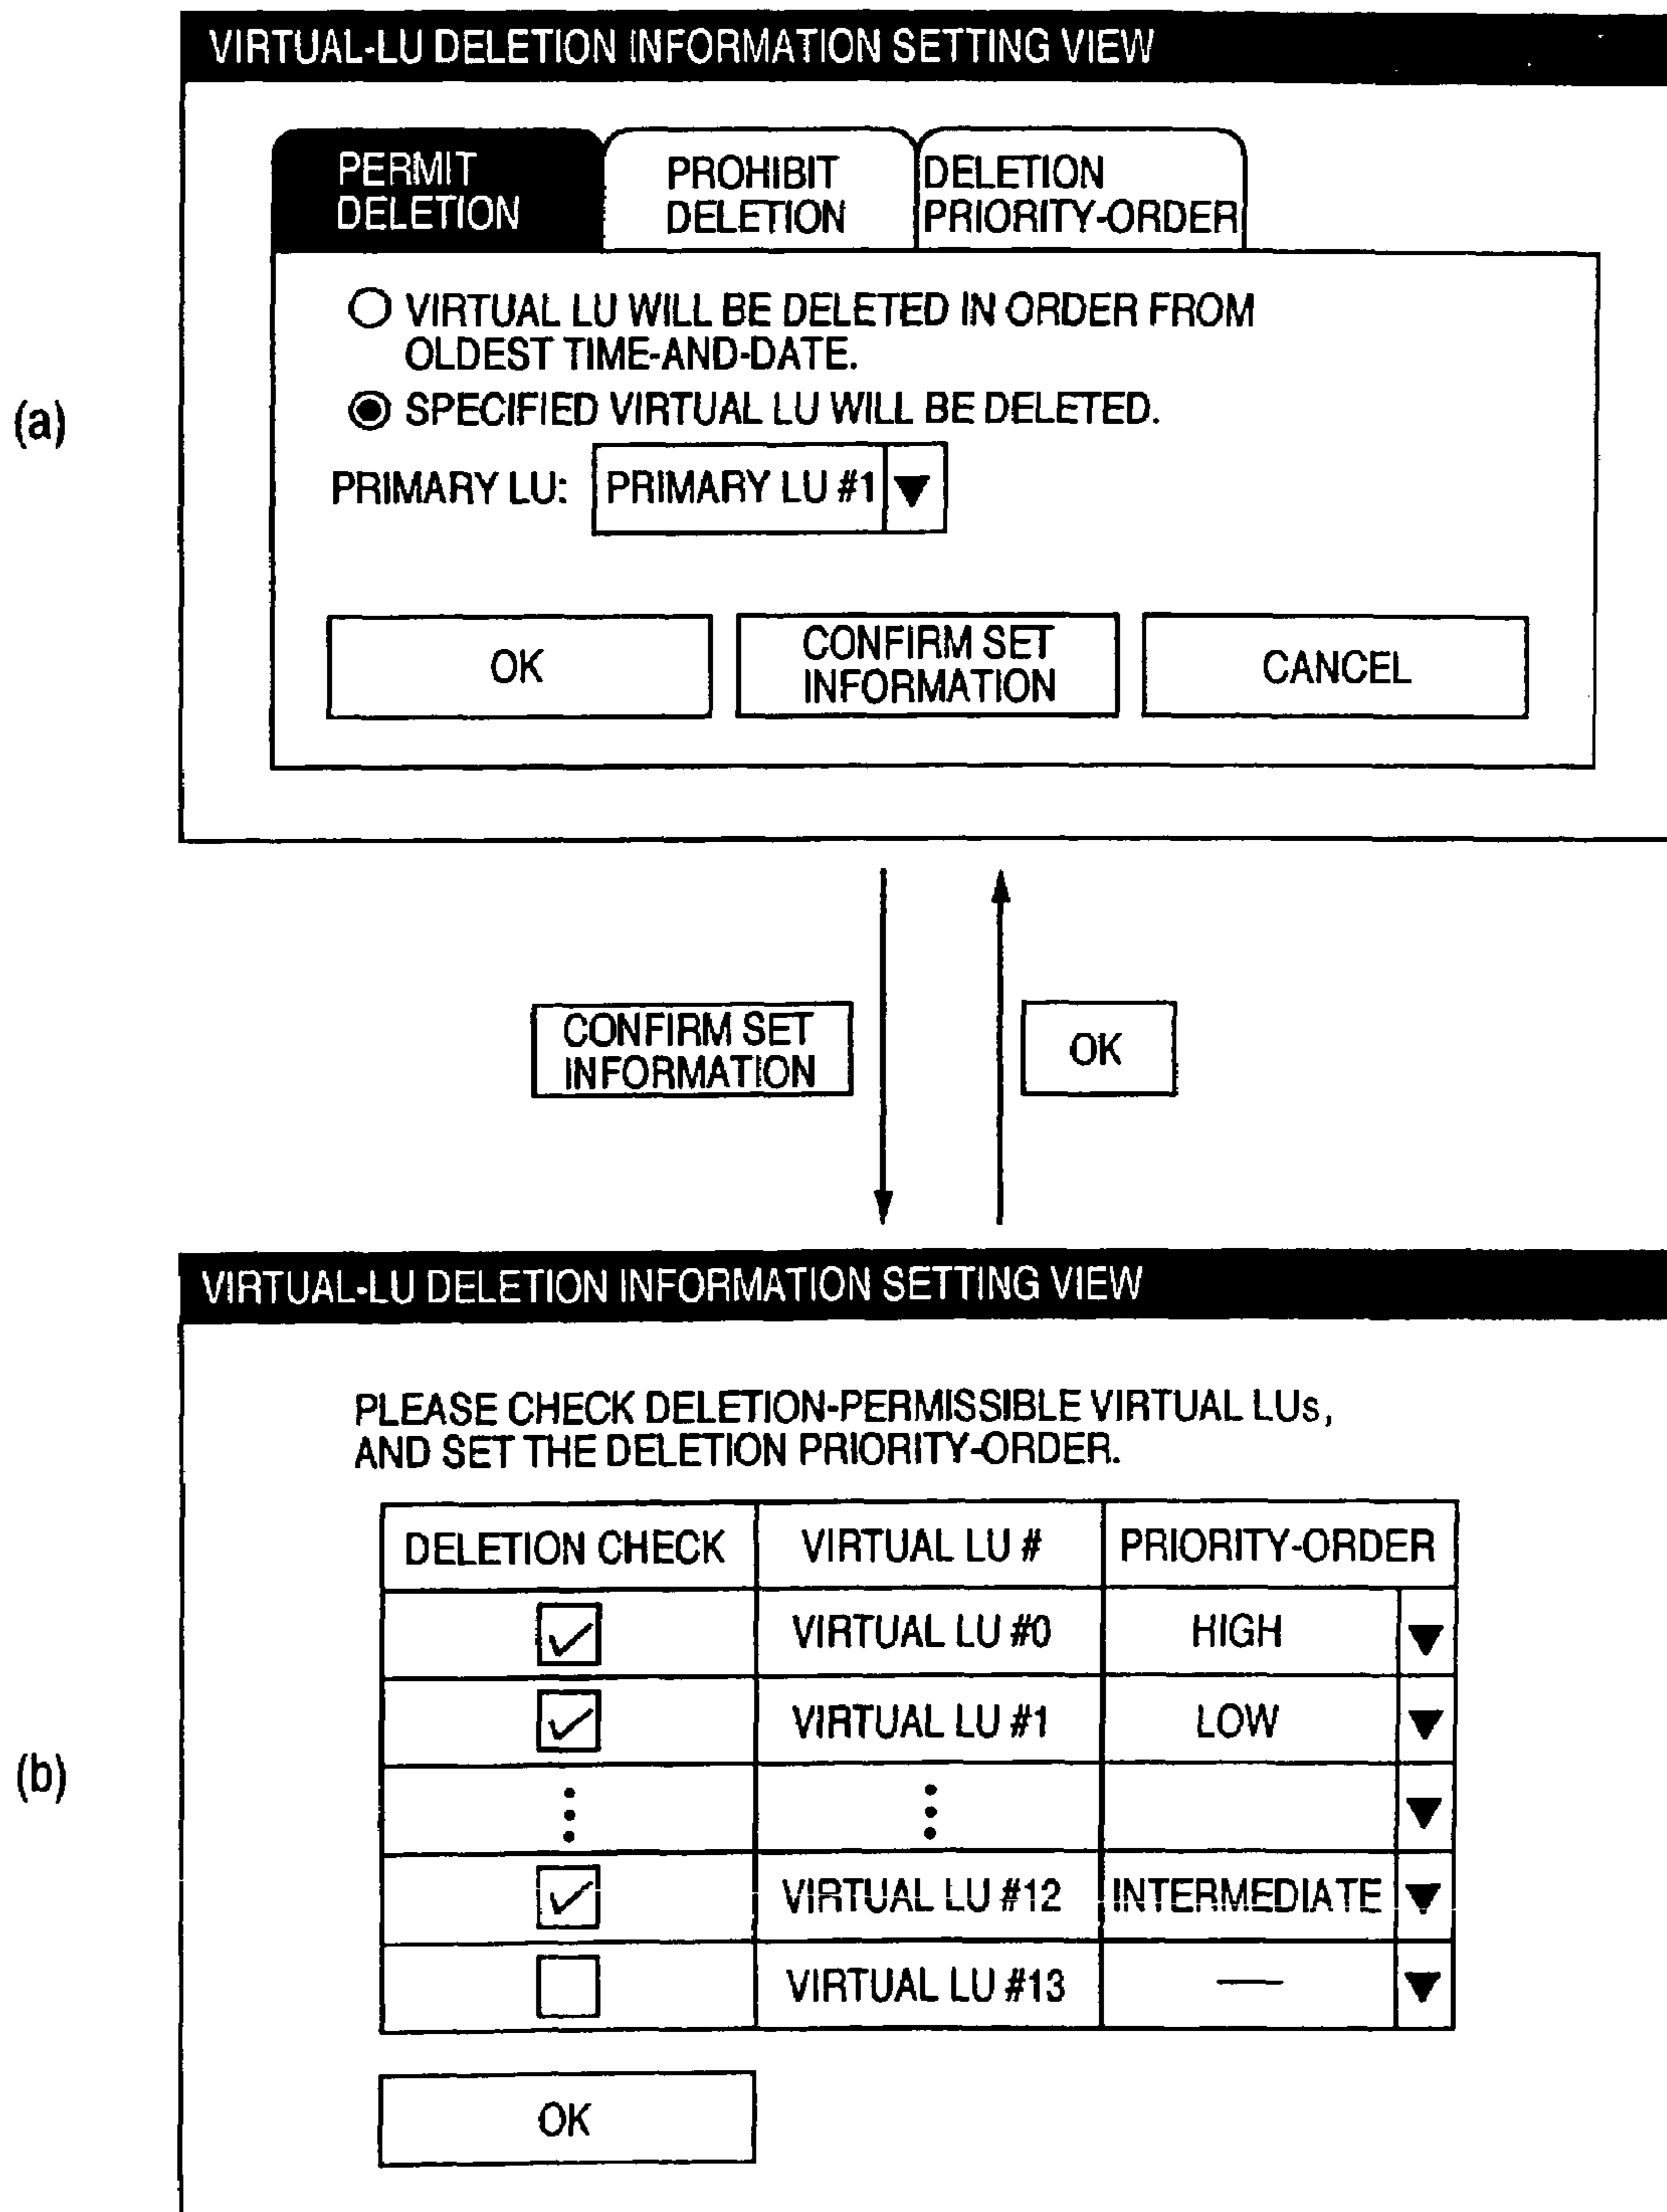 VIRTUAL-LU DELETION INFORMATION SETTING VIEW
PERMIT
DELETION
PROHIBIT
DELETION
DELETION
PRIORITY-ORDER
VIRTUAL LU WILL BE DELETED IN ORDER FROM
OLDEST TIME-AND-DATE.
SPECIFIED VIRTUAL LU WILL BE DELETED.
(a)
PRIMARY LU: PRIMARY LU #1
OK
CONFIRM SET
INFORMATION
CANCEL
CONFIRM SET
INFORMATION
OK
VIRTUAL-LU DELETION INFORMATION SETTING VIEW
PLEASE CHECK DELETION-PERMISSIBLE VIRTUAL LUs,
AND SET THE DELETION PRIORITY-ORDER.
DELETION CHECK VIRTUAL LU # PRIORITY-ORDER
VIRTUAL LU #0 HIGH
VIRTUAL LU #1 LOW
(b)
VIRTUAL LU #12 INTERMEDIATE
VIRTUAL LU #13 —
OK